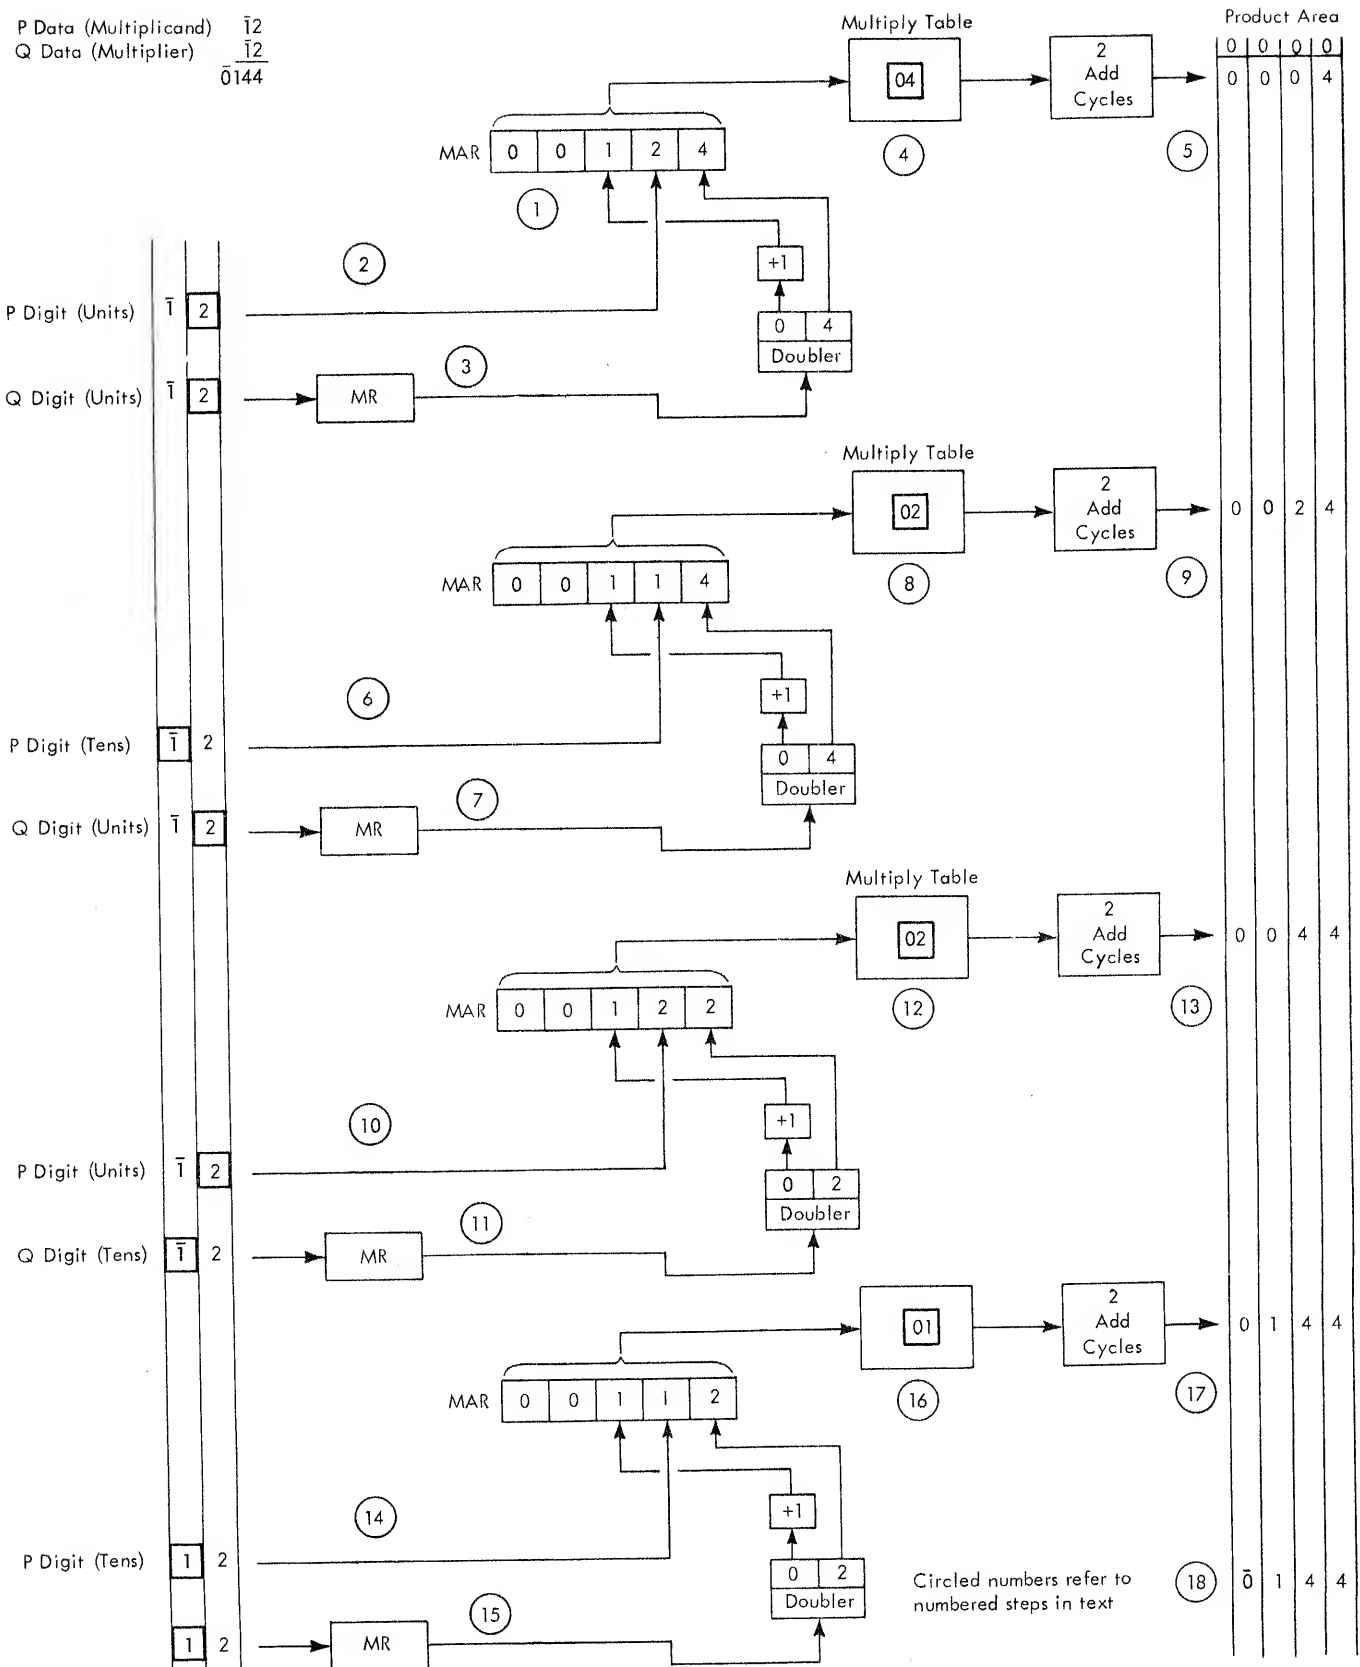 P Data (Multiplicand) 1̄2
Q Data (Multiplier) 1̄2
0̄144
Multiply Table
04
2
Add
Cycles
Product Area
0 0 0 0
0 0 0 4
MAR 0 0 1 2 4
1
4
5
2
+1
P Digit (Units) 1̄ 2
0 4
Doubler
3
Q Digit (Units) 1̄ 2
MR
Multiply Table
02
2
Add
Cycles
0 0 2 4
MAR 0 0 1 1 4
8
9
6
+1
P Digit (Tens) 1̄ 2
0 4
Doubler
7
Q Digit (Units) 1̄ 2
MR
Multiply Table
02
2
Add
Cycles
0 0 4 4
MAR 0 0 1 2 2
12
13
10
+1
P Digit (Units) 1̄ 2
0 2
Doubler
11
Q Digit (Tens) 1̄ 2
MR
01
2
Add
Cycles
0 1 4 4
MAR 0 0 1 1 2
16
17
14
+1
P Digit (Tens) 1 2
0 2
Doubler
Circled numbers refer to
numbered steps in text
18
0̄ 1 4 4
15
1 2
MR